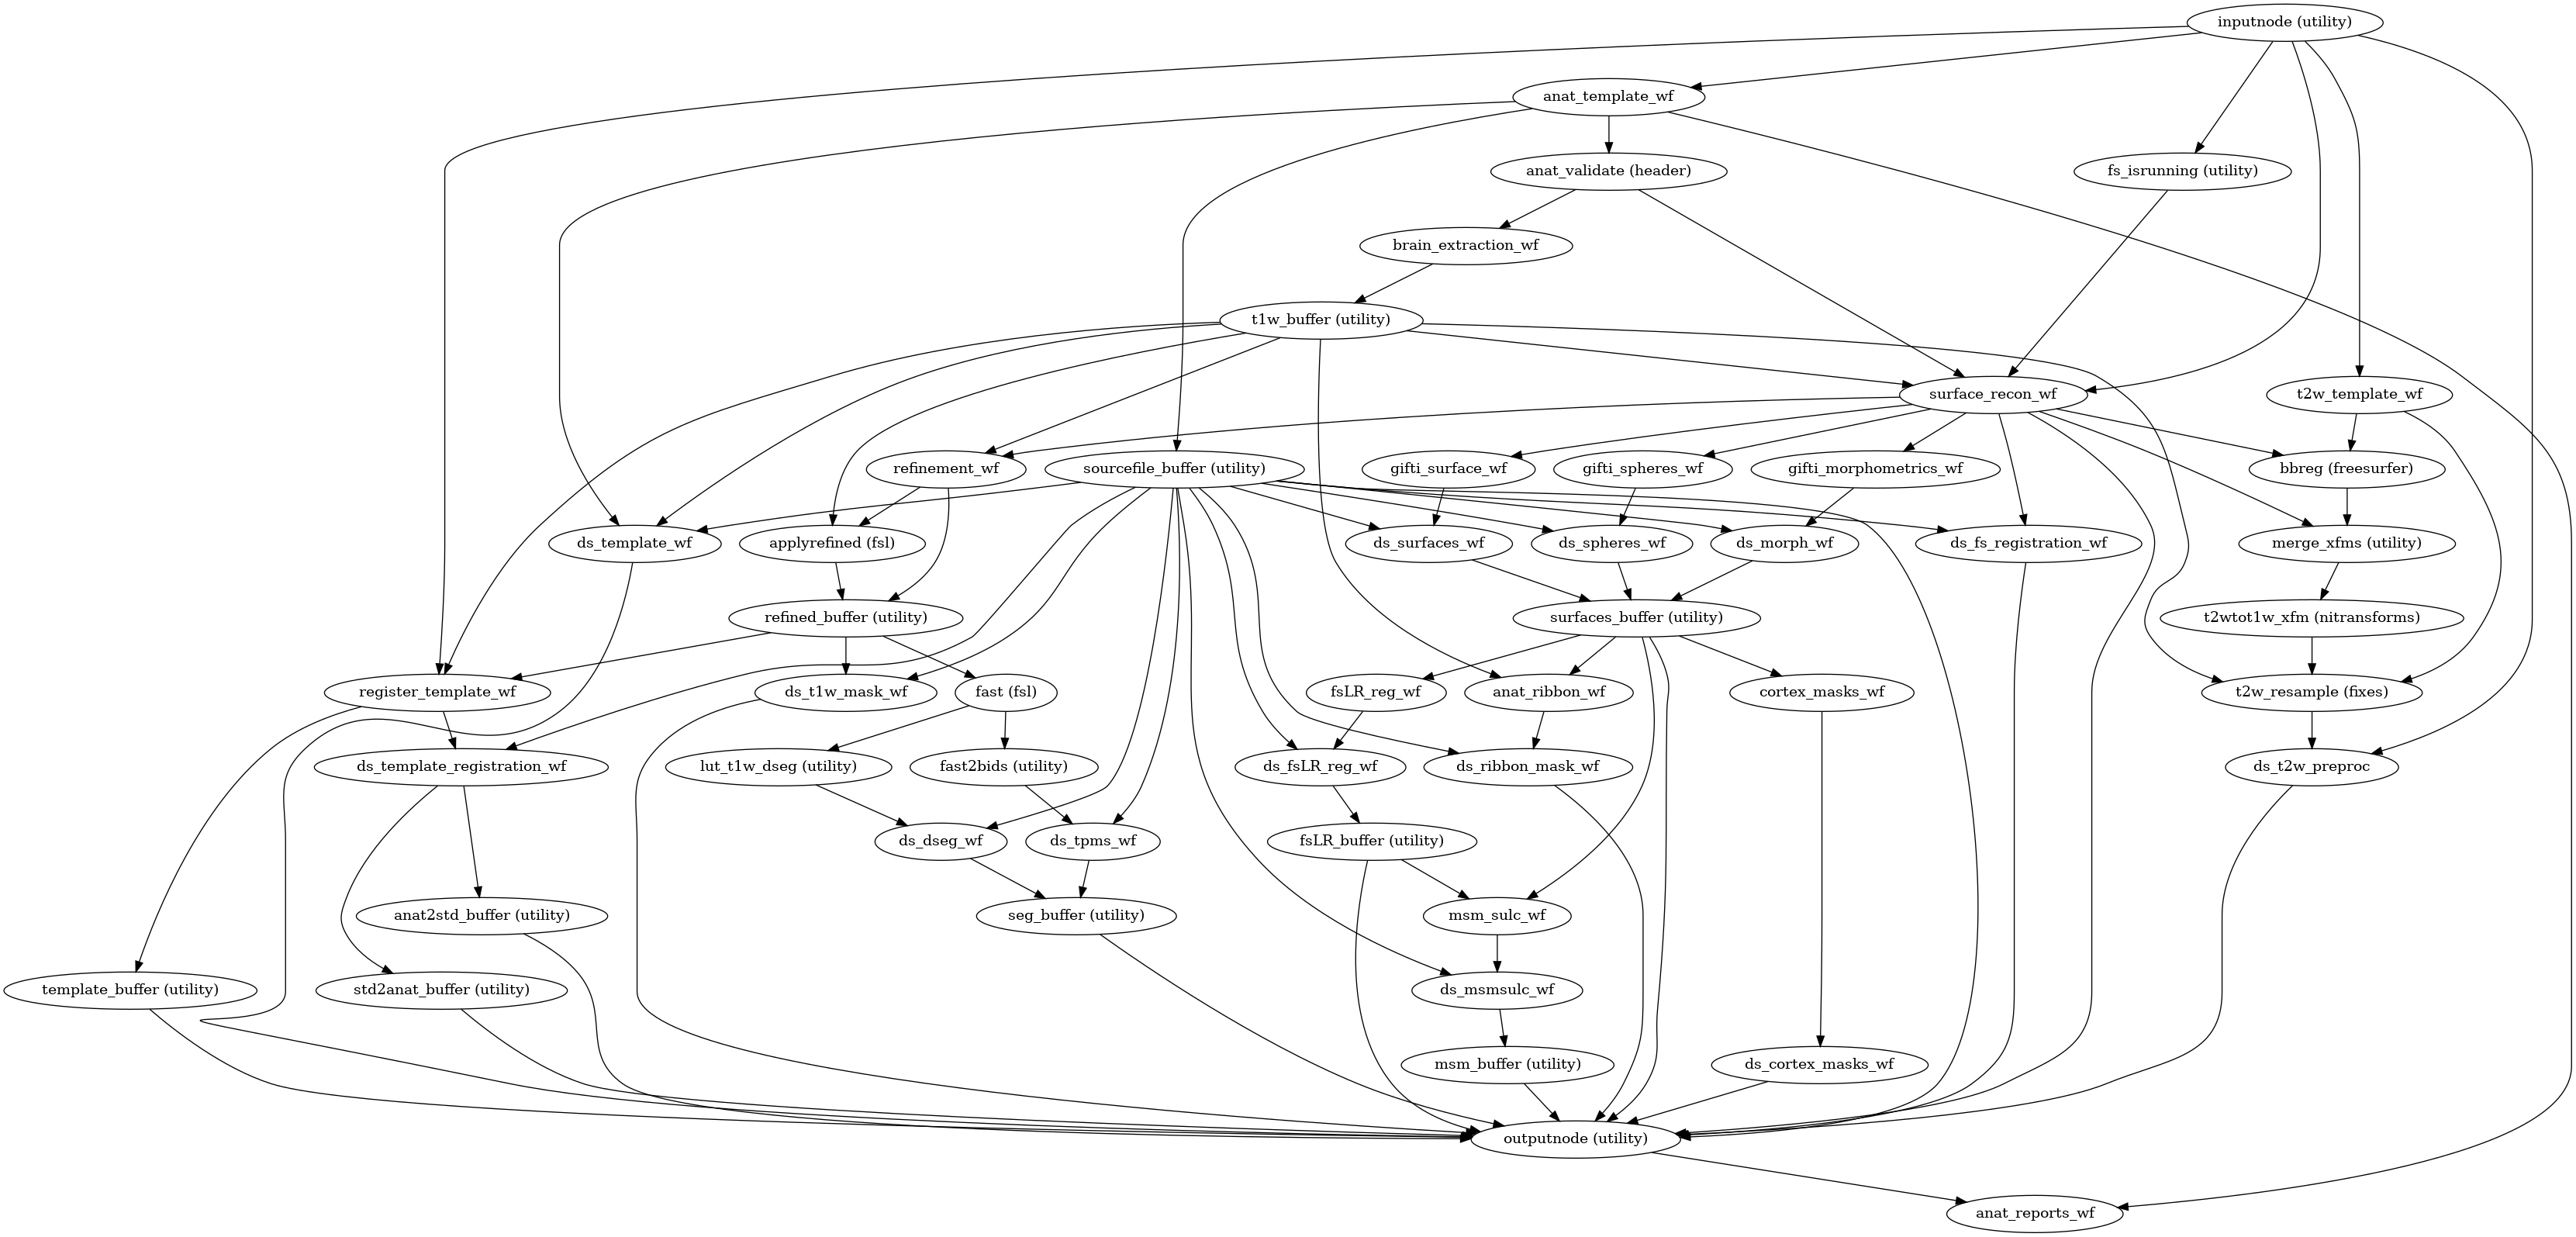 inputnode (utility)
anat_template_wf
anat_validate (header)
fs_isrunning (utility)
brain_extraction_wf
t1w_buffer (utility)
surface_recon_wf
t2w_template_wf
refinement_wf
sourcefile_buffer (utility)
gifti_surface_wf
gifti_spheres_wf
gifti_morphometrics_wf
bbreg (freesurfer)
ds_template_wf
applyrefined (fsl)
ds_surfaces_wf
ds_spheres_wf
ds_morph_wf
ds_fs_registration_wf
merge_xfms (utility)
refined_buffer (utility)
surfaces_buffer (utility)
t2wtot1w_xfm (nitransforms)
register_template_wf
ds_t1w_mask_wf
fast (fsl)
fsLR_reg_wf
anat_ribbon_wf
cortex_masks_wf
t2w_resample (fixes)
ds_template_registration_wf
lut_t1w_dseg (utility)
fast2bids (utility)
ds_fsLR_reg_wf
ds_ribbon_mask_wf
ds_t2w_preproc
ds_dseg_wf
ds_tpms_wf
fsLR_buffer (utility)
anat2std_buffer (utility)
seg_buffer (utility)
msm_sulc_wf
template_buffer (utility)
std2anat_buffer (utility)
ds_msmsulc_wf
msm_buffer (utility)
ds_cortex_masks_wf
outputnode (utility)
anat_reports_wf